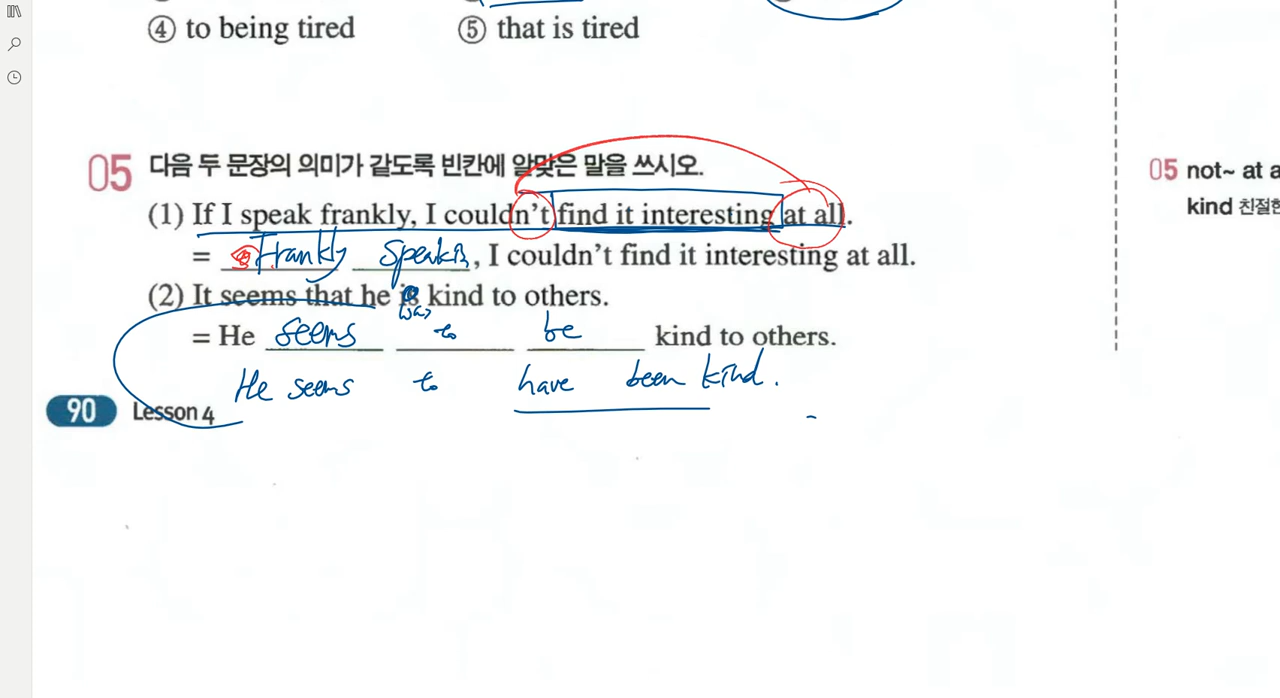 ④ to being tired ⑤ that is tired
05 다음 두 문장의 의미가 같도록 빈칸에 알맞은 말을 쓰시오.
(1) If I speak frankly, I couldn't find it interesting at all.
= Frankly Speaking, I couldn't find it interesting at all.
(2) It seems that he is kind to others.
was
= He seems to be kind to others.
He seems to have been kind.
90 Lesson 4
05 not~ at a
kind 친절한